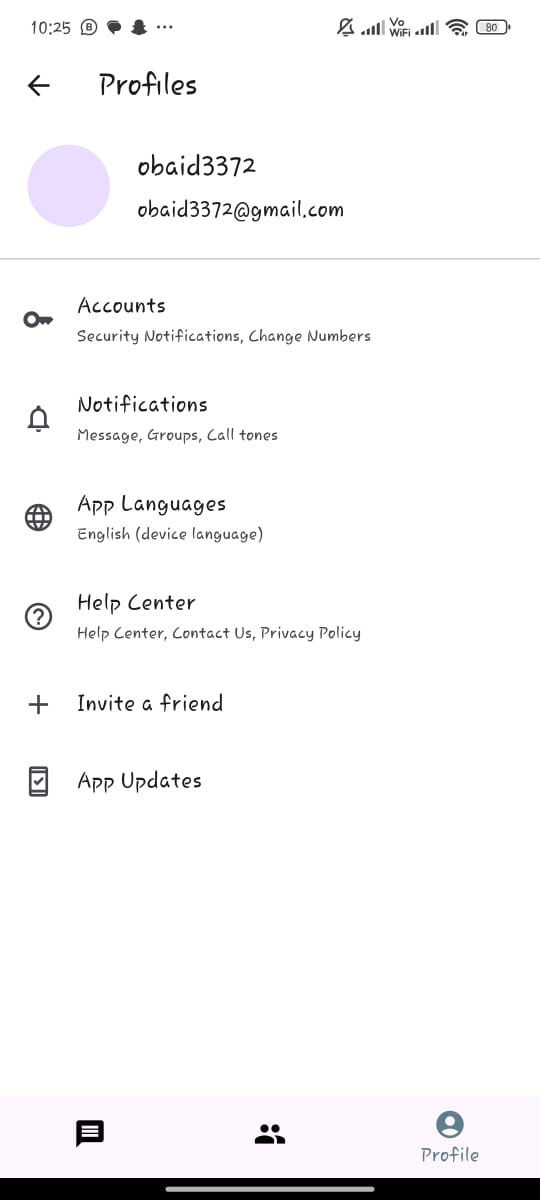 10:25
Vo
WiFi
80
Profiles
obaid3372
obaid3372@gmail.com
Accounts
Security Notifications, Change Numbers
Notifications
Message, Groups, Call tones
App Languages
English (device language)
Help Center
Help Center, Contact Us, Privacy Policy
Invite a friend
App Updates
Profile